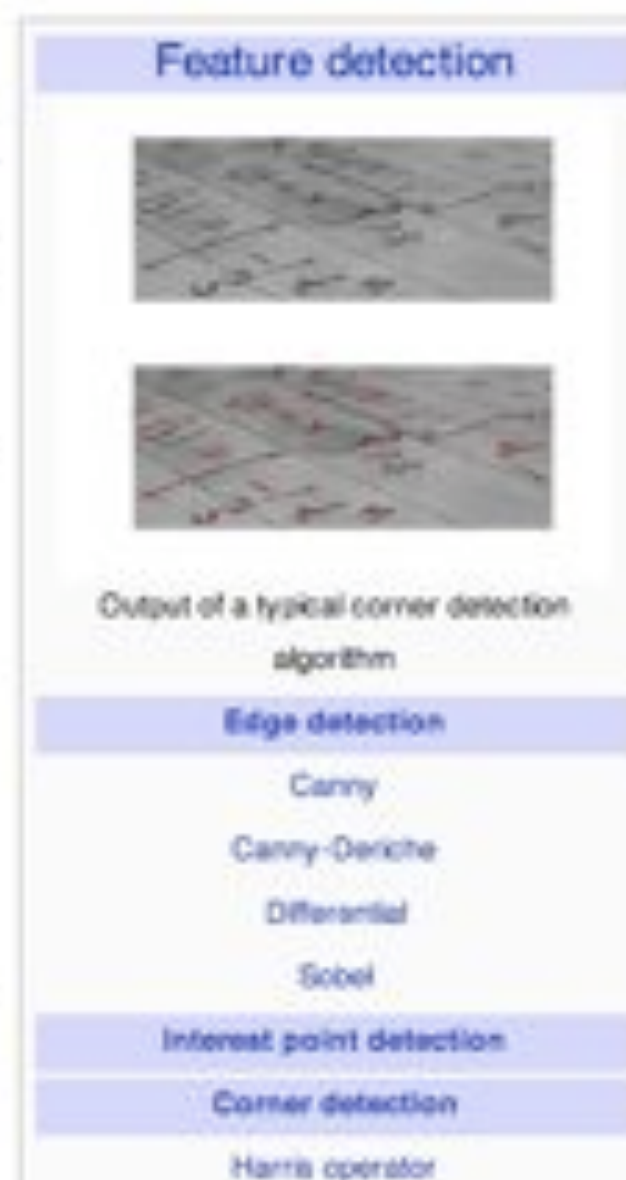 Feature detection
Output of a typical corner detection
algorithm
Edge detection
Canny
Canny-Deriche
Differential
Sobel
Interest point detection
Corner detection
Harris operator